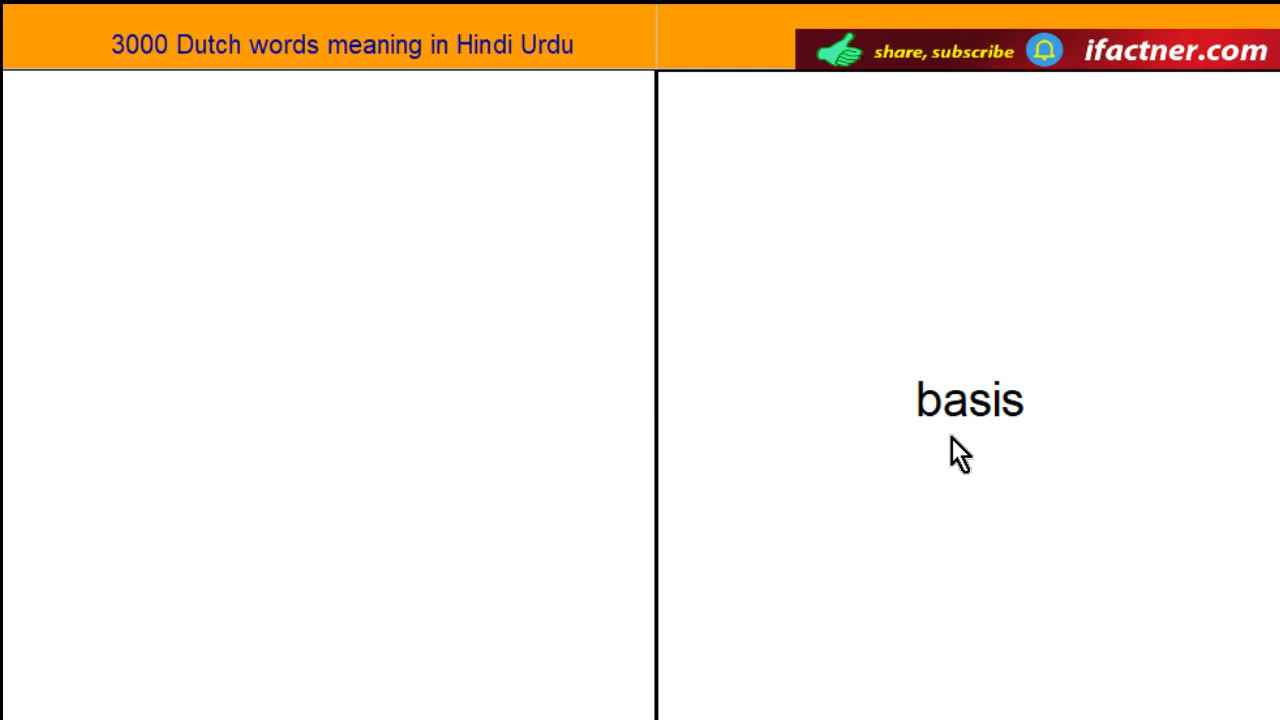 3000 Dutch words meaning in Hindi Urdu
share, subscribe
ifactner.com
basis